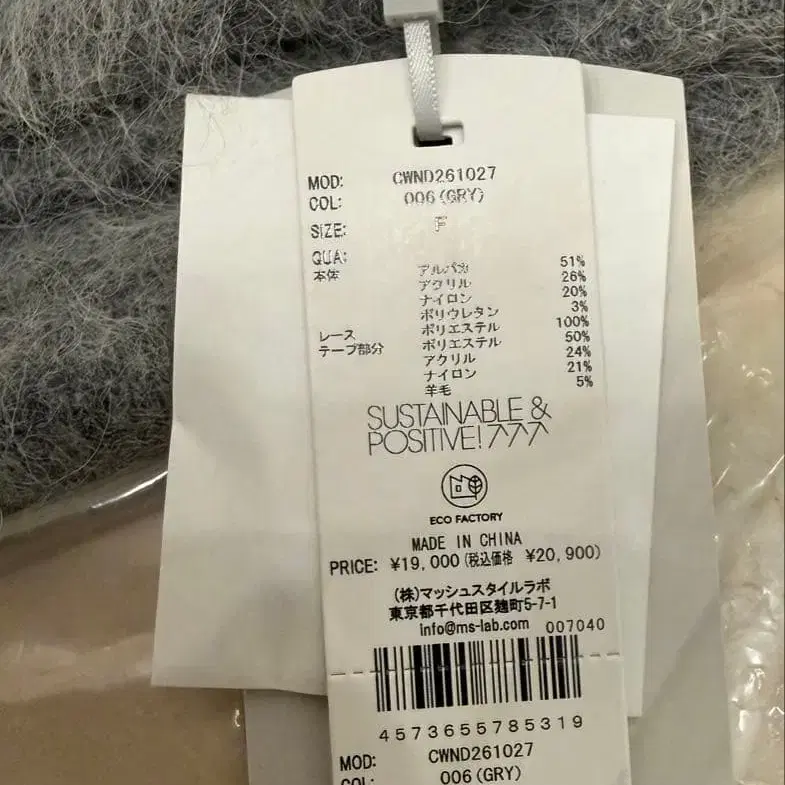 MOD: CWND261027
COL: 006(GRY)
SIZE: F
QUA:
本体 アルパカ 51%
アクリル 26%
ナイロン 20%
ポリウレタン 3%
レース ポリエステル 100%
テープ部分 ポリエステル 50%
アクリル 24%
ナイロン 21%
羊毛 5%
SUSTAINABLE &
POSITIVE!
ECO FACTORY
MADE IN CHINA
PRICE: ¥19,000(税込価格 ¥20,900)
(株)マッシュスタイルラボ
東京都千代田区麹町5-7-1
info@ms-lab.com 007040
4573655785319
MOD: CWND261027
COL: 006(GRY)